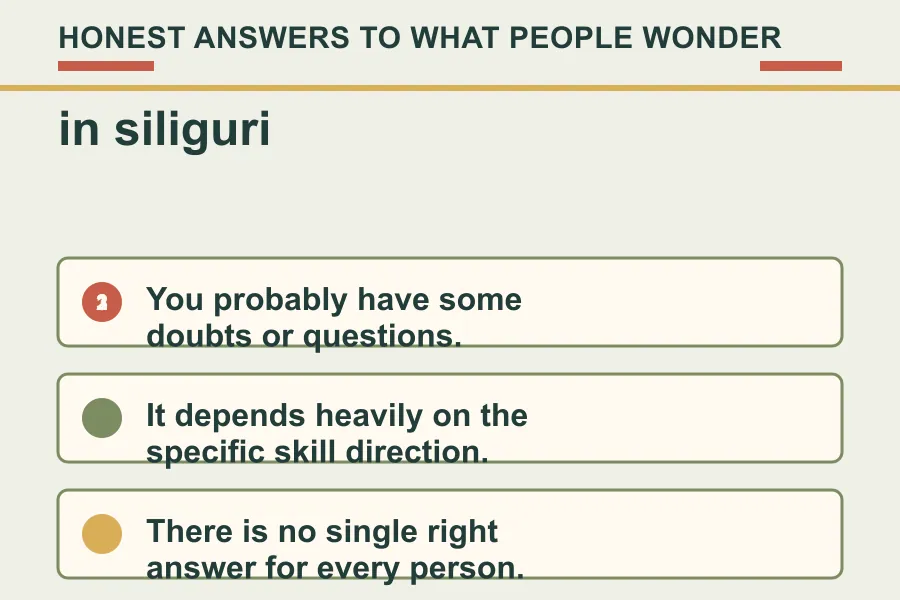 HONEST ANSWERS TO WHAT PEOPLE WONDER
in siliguri
You probably have some
doubts or questions.
It depends heavily on the
specific skill direction.
There is no single right
answer for every person.